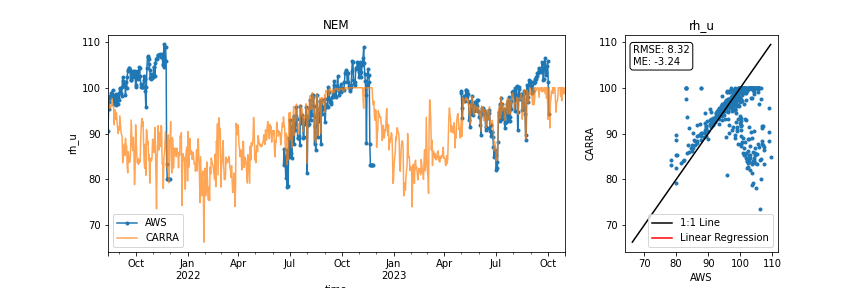 NEM
rh_u
110
100
90
80
70
rh_u
AWS
CARRA
Oct
Jan
2022
Apr
Jul
Oct
Jan
2023
Apr
Jul
Oct
rh_u
110
100
90
80
70
CARRA
RMSE: 8.32
ME: -3.24
1:1 Line
Linear Regression
70
80
90
100
110
AWS